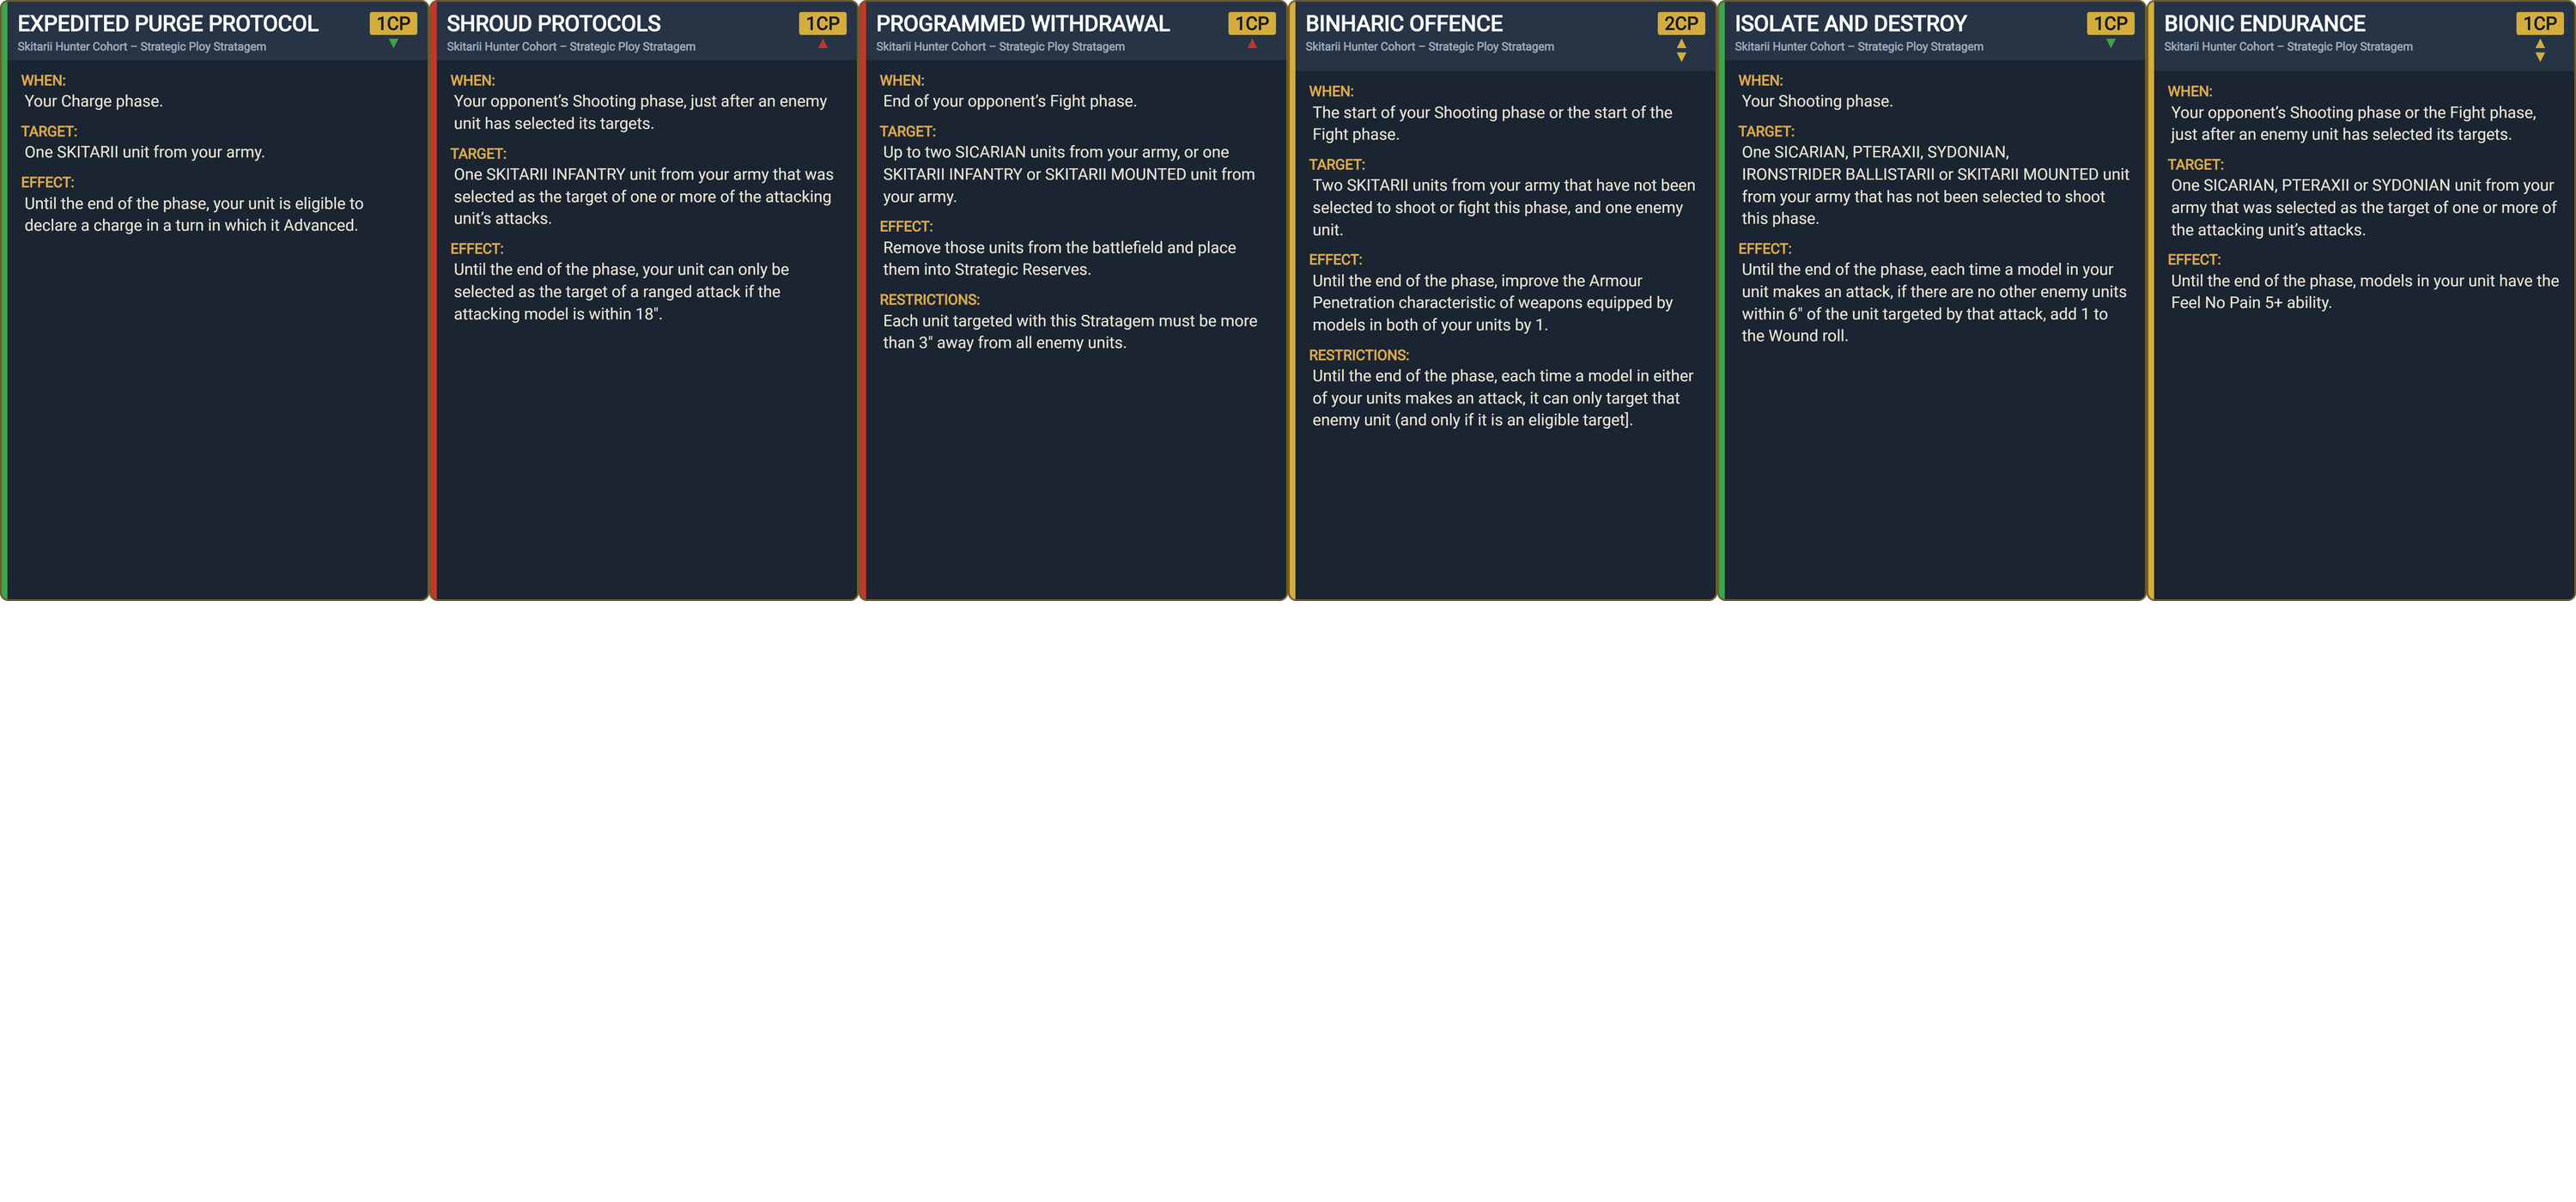 EXPEDITED PURGE PROTOCOL
1CP
Skitarii Hunter Cohort – Strategic Ploy Stratagem
WHEN:
Your Charge phase.
TARGET:
One SKITARII unit from your army.
EFFECT:
Until the end of the phase, your unit is eligible to
declare a charge in a turn in which it Advanced.
SHROUD PROTOCOLS
1CP
Skitarii Hunter Cohort – Strategic Ploy Stratagem
WHEN:
Your opponent’s Shooting phase, just after an enemy
unit has selected its targets.
TARGET:
One SKITARII INFANTRY unit from your army that was
selected as the target of one or more of the attacking
unit’s attacks.
EFFECT:
Until the end of the phase, your unit can only be
selected as the target of a ranged attack if the
attacking model is within 18".
PROGRAMMED WITHDRAWAL
1CP
Skitarii Hunter Cohort – Strategic Ploy Stratagem
WHEN:
End of your opponent’s Fight phase.
TARGET:
Up to two SICARIAN units from your army, or one
SKITARII INFANTRY or SKITARII MOUNTED unit from
your army.
EFFECT:
Remove those units from the battlefield and place
them into Strategic Reserves.
RESTRICTIONS:
Each unit targeted with this Stratagem must be more
than 3" away from all enemy units.
BINHARIC OFFENCE
2CP
Skitarii Hunter Cohort – Strategic Ploy Stratagem
WHEN:
The start of your Shooting phase or the start of the
Fight phase.
TARGET:
Two SKITARII units from your army that have not been
selected to shoot or fight this phase, and one enemy
unit.
EFFECT:
Until the end of the phase, improve the Armour
Penetration characteristic of weapons equipped by
models in both of your units by 1.
RESTRICTIONS:
Until the end of the phase, each time a model in either
of your units makes an attack, it can only target that
enemy unit (and only if it is an eligible target].
ISOLATE AND DESTROY
1CP
Skitarii Hunter Cohort – Strategic Ploy Stratagem
WHEN:
Your Shooting phase.
TARGET:
One SICARIAN, PTERAXII, SYDONIAN,
IRONSTRIDER BALLISTARII or SKITARII MOUNTED unit
from your army that has not been selected to shoot
this phase.
EFFECT:
Until the end of the phase, each time a model in your
unit makes an attack, if there are no other enemy units
within 6" of the unit targeted by that attack, add 1 to
the Wound roll.
BIONIC ENDURANCE
1CP
Skitarii Hunter Cohort – Strategic Ploy Stratagem
WHEN:
Your opponent’s Shooting phase or the Fight phase,
just after an enemy unit has selected its targets.
TARGET:
One SICARIAN, PTERAXII or SYDONIAN unit from your
army that was selected as the target of one or more of
the attacking unit’s attacks.
EFFECT:
Until the end of the phase, models in your unit have the
Feel No Pain 5+ ability.